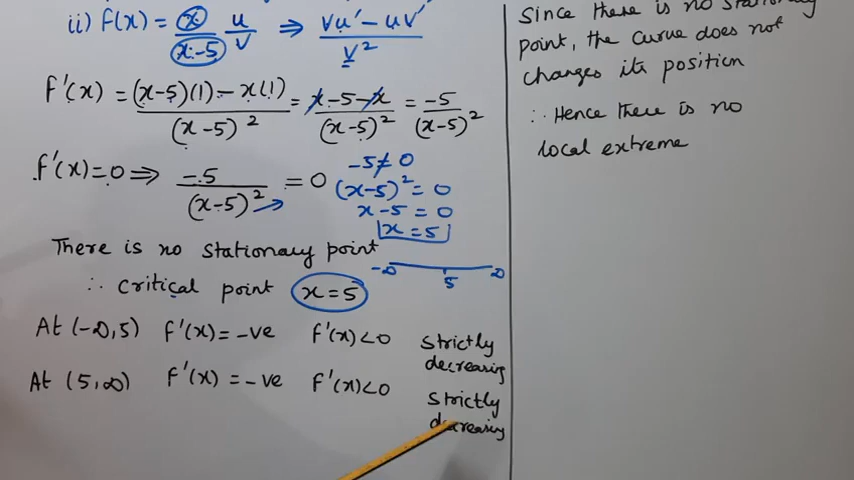 ii) f(x) = x/(x-5) u/v ⇒ (vu' - uv')/v²
f'(x) = ((x-5)(1) - x(1))/(x-5)² = (x-5-x)/(x-5)² = -5/(x-5)²
f'(x)=0 ⇒ -5/(x-5)² = 0
-5≠0
(x-5)² = 0
x-5 = 0
x=5
There is no stationary point
∴ critical point x=5
-∞ 5 ∞
At (-∞,5) f'(x)=-ve f'(x)<0 strictly
decreasing
At (5,∞) f'(x) =-ve f'(x)<0 strictly
decreasing
Since there is no stationary
point, the curve does not
changes its position
∴ Hence there is no
local extreme